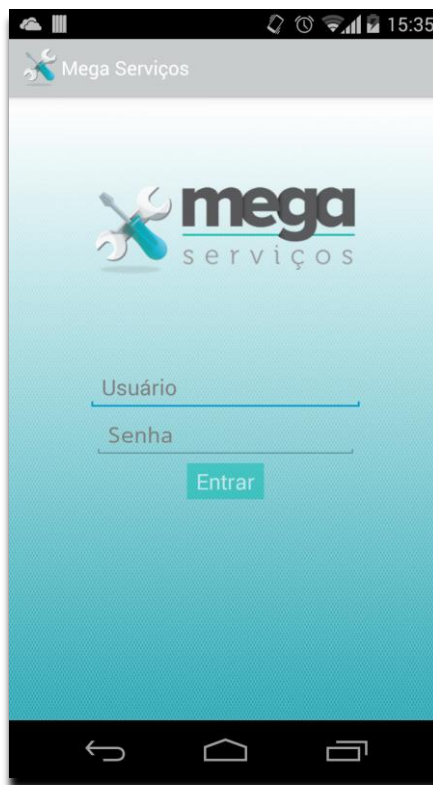 15:35
Mega Serviços
mega
serviços
Usuário
Senha
Entrar